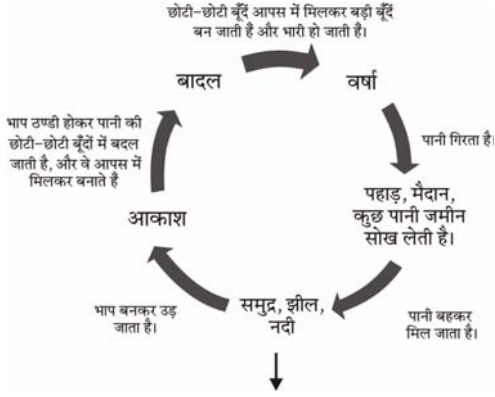 छोटी-छोटी बूँदें आपस में मिलकर बड़ी बूँदें
बन जाती हैं और भारी हो जाती हैं।
बादल
वर्षा
भाप ठण्डी होकर पानी की
छोटी-छोटी बूँदों में बदल
जाती है, और वे आपस में
मिलकर बनाते हैं
पानी गिरता है।
पहाड़, मैदान,
कुछ पानी जमीन
सोख लेती है।
आकाश
समुद्र, झील,
नदी
भाप बनकर उड़
जाता है।
पानी बहकर
मिल जाता है।